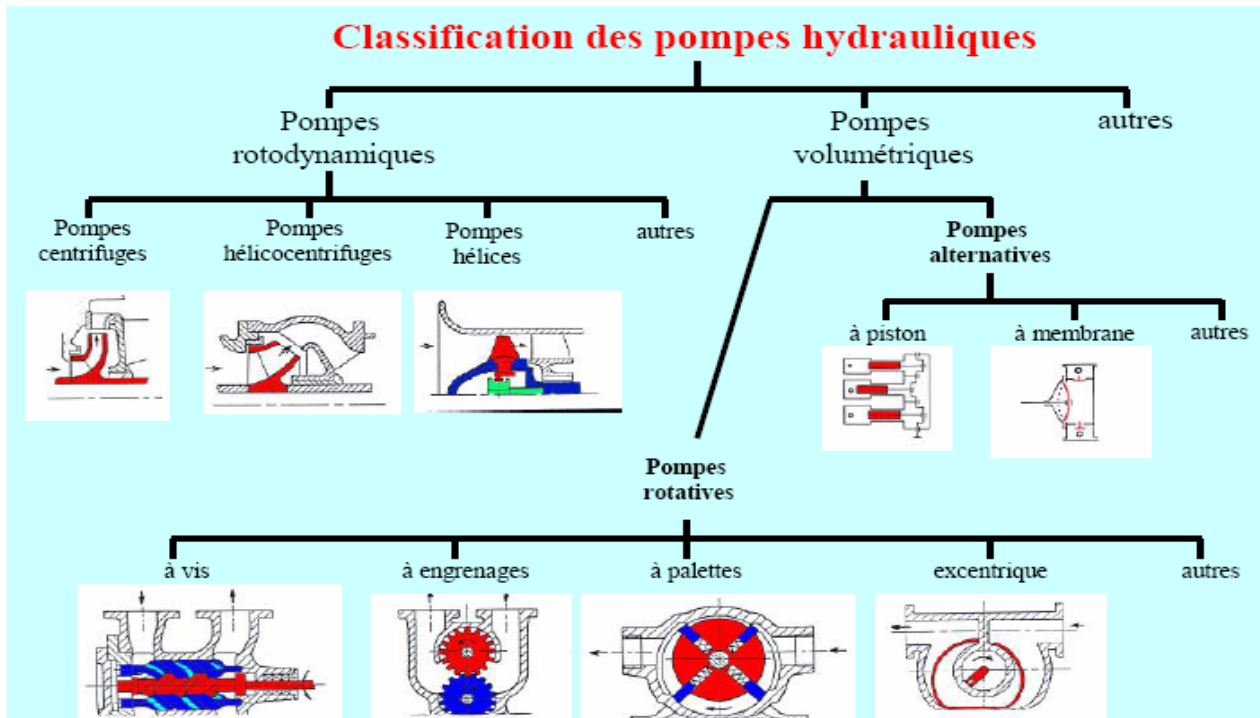 Classification des pompes hydrauliques
Pompes
rotodynamiques
Pompes
volumétriques
autres
Pompes
centrifuges
Pompes
hélicocentrifuges
Pompes
hélices
autres
Pompes
alternatives
à piston
à membrane
autres
Pompes
rotatives
à vis
à engrenages
à palettes
excentrique
autres